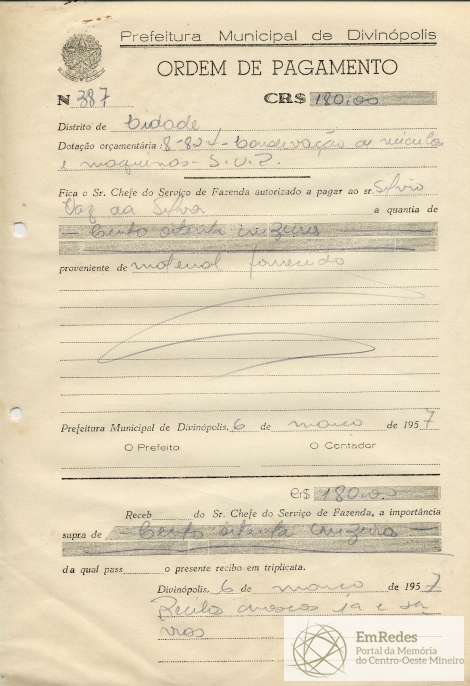 Prefeitura Municipal de Divinópolis
ORDEM DE PAGAMENTO
Nº 387 CR$ 180,00
Distrito de Cidade
Dotação orçamentária: 8-824-Conservação de veículos
e maquinas - S.U.P.
Fica o Sr. Chefe do Serviço de Fazenda autorizado a pagar ao sr. Silvio
Vaz da Silva a quantia de
— Cento oitenta cruzeiros
proveniente de material fornecido
Prefeitura Municipal de Divinópolis, 6 de março de 1957
O Prefeito O Contador
Cr$ 180,00
Receb do Sr. Chefe do Serviço de Fazenda, a importância
supra de — Cento oitenta cruzeiros —
da qual pass o presente recibo em triplicata.
Divinópolis, 6 de março de 1957
Recibo
EmRedes
Portal da Memória
do Centro-Oeste Mineiro